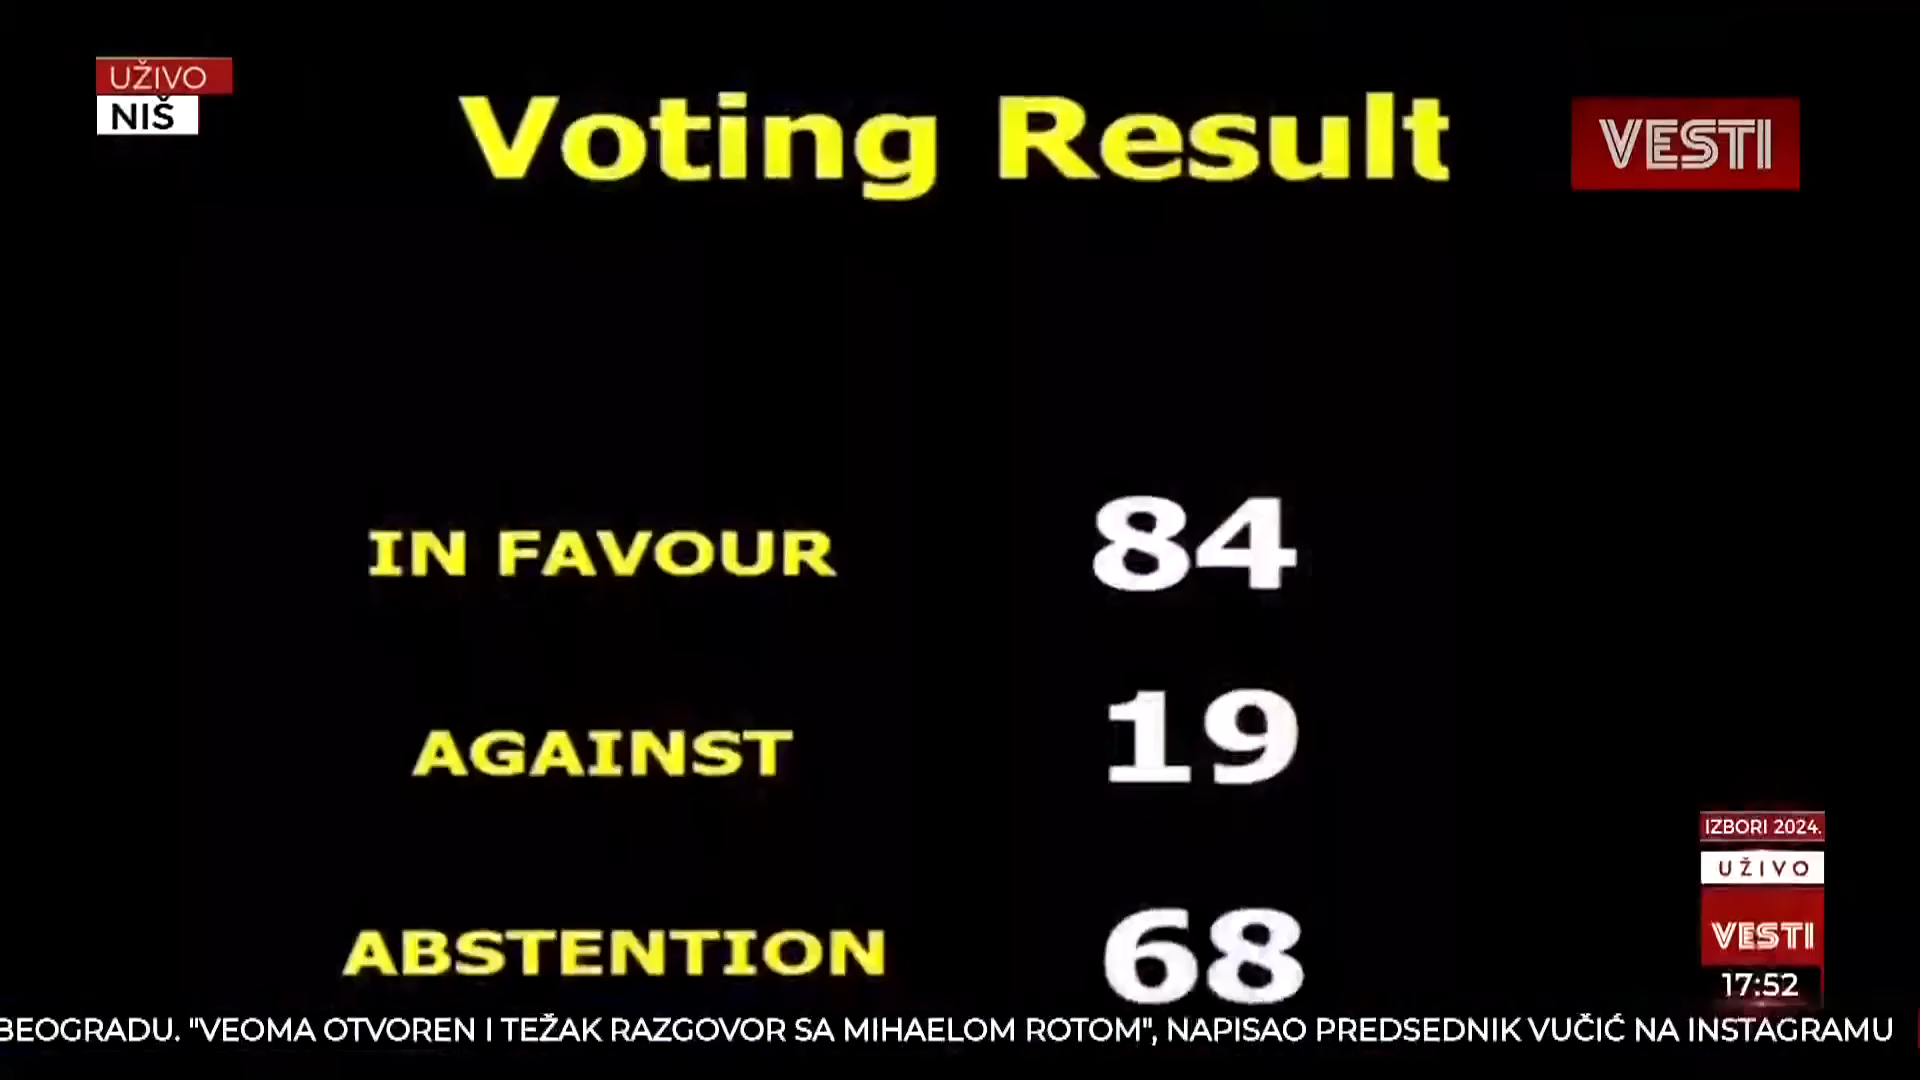 UŽIVO
NIŠ
Voting Result
VESTI
IN FAVOUR 84
AGAINST 19
ABSTENTION 68
IZBORI 2024.
UŽIVO
VESTI
17:52
BEOGRADU. "VEOMA OTVOREN I TEŽAK RAZGOVOR SA MIHAELOM ROTOM", NAPISAO PREDSEDNIK VUČIĆ NA INSTAGRAMU